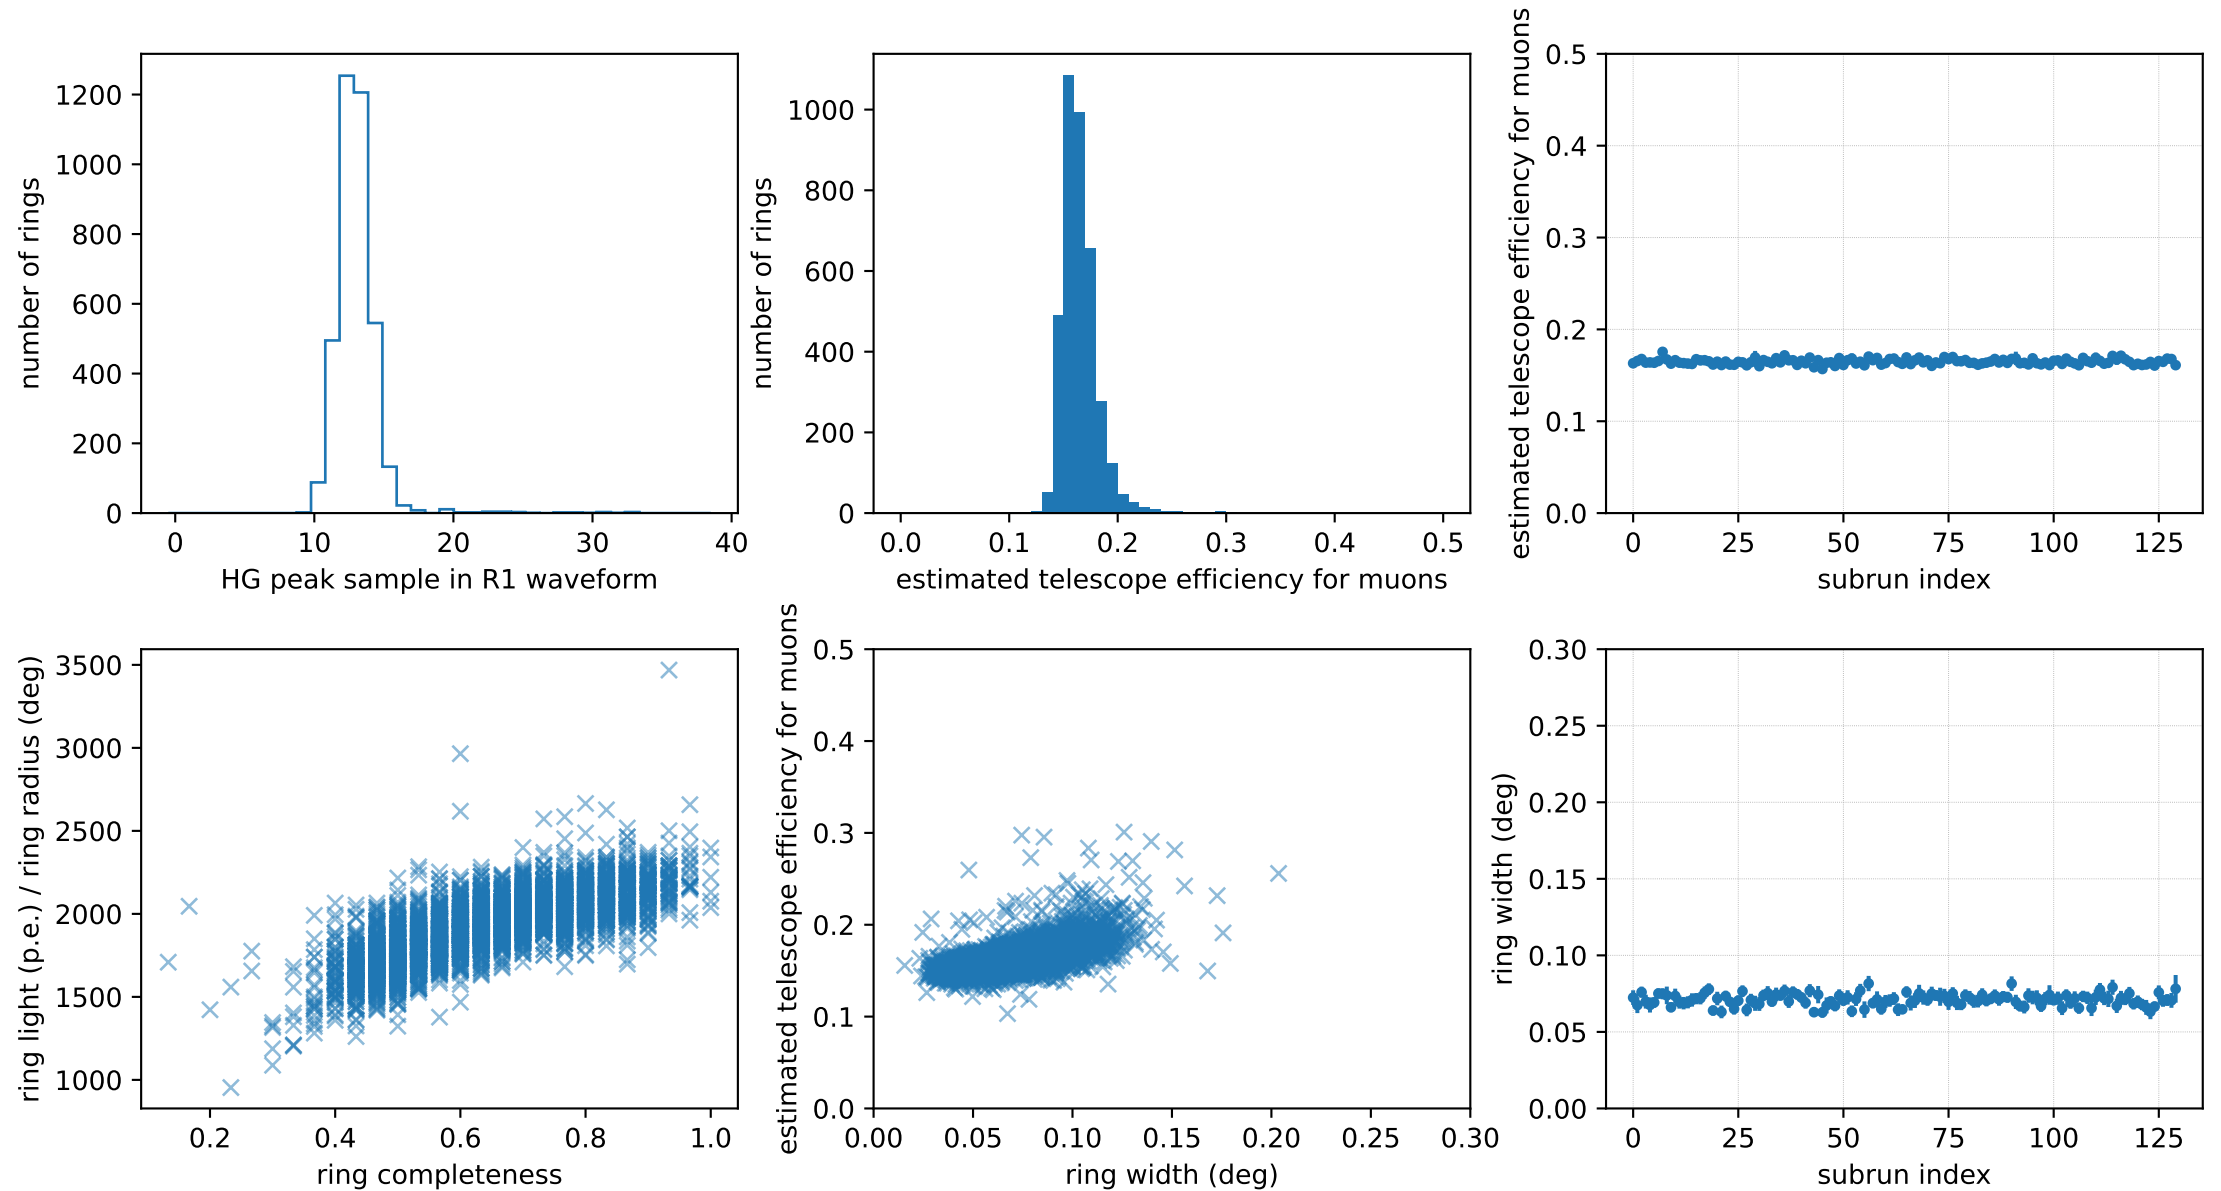 number of rings
1200
1000
800
600
400
200
0
0 10 20 30 40
HG peak sample in R1 waveform
number of rings
1000
800
600
400
200
0
0.0 0.1 0.2 0.3 0.4 0.5
estimated telescope efficiency for muons
estimated telescope efficiency for muons
0.5
0.4
0.3
0.2
0.1
0.0
0 25 50 75 100 125
subrun index
ring light (p.e.) / ring radius (deg)
3500
3000
2500
2000
1500
1000
0.2 0.4 0.6 0.8 1.0
ring completeness
estimated telescope efficiency for muons
0.5
0.4
0.3
0.2
0.1
0.0
0.00 0.05 0.10 0.15 0.20 0.25 0.30
ring width (deg)
ring width (deg)
0.30
0.25
0.20
0.15
0.10
0.05
0.00
0 25 50 75 100 125
subrun index